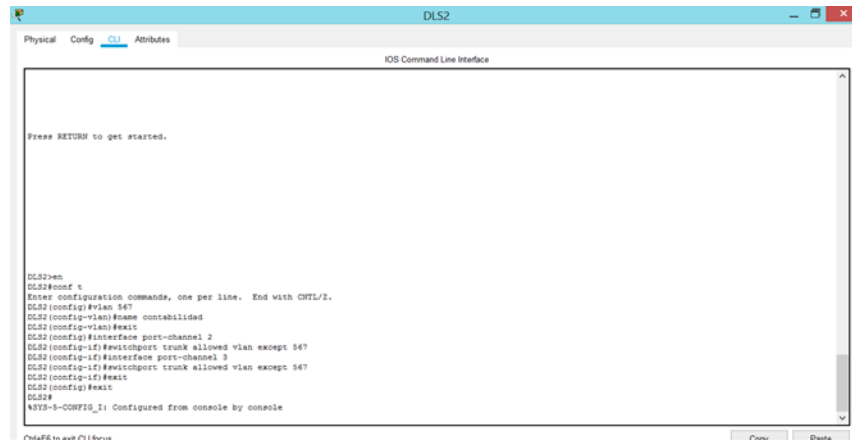 DLS2
Physical Config CLI Attributes
IOS Command Line Interface
Press RETURN to get started.
DLS2>en
DLS2#conf t
Enter configuration commands, one per line. End with CNTL/Z.
DLS2(config)#vlan 567
DLS2(config-vlan)#name contabilidad
DLS2(config-vlan)#exit
DLS2(config)#interface port-channel 2
DLS2(config-if)#switchport trunk allowed vlan except 567
DLS2(config-if)#interface port-channel 3
DLS2(config-if)#switchport trunk allowed vlan except 567
DLS2(config-if)#exit
DLS2(config)#exit
DLS2#
%SYS-5-CONFIG_I: Configured from console by console
Ctrl+F6 to exit CLI focus
Copy Paste